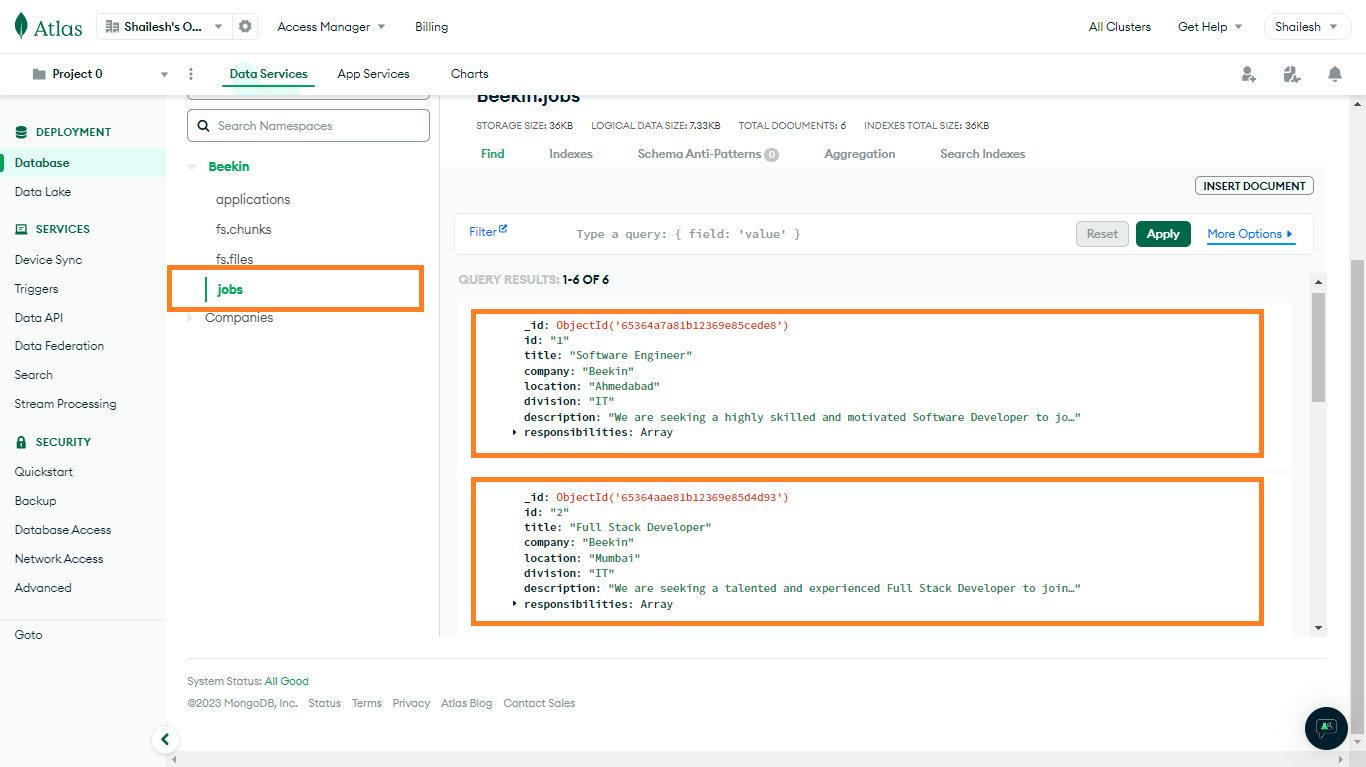 Atlas
Shailesh's O...
Access Manager
Billing
All Clusters
Get Help
Shailesh
Project 0
Data Services
App Services
Charts
DEPLOYMENT
Database
Data Lake
SERVICES
Device Sync
Triggers
Data API
Data Federation
Search
Stream Processing
SECURITY
Quickstart
Backup
Database Access
Network Access
Advanced
Goto
Search Namespaces
Beekin
applications
fs.chunks
fs.files
jobs
Companies
Beekin.jobs
STORAGE SIZE: 36KB LOGICAL DATA SIZE: 7.33KB TOTAL DOCUMENTS: 6 INDEXES TOTAL SIZE: 36KB
Find Indexes Schema Anti-Patterns 0 Aggregation Search Indexes
INSERT DOCUMENT
Filter Type a query: { field: 'value' } Reset Apply More Options
QUERY RESULTS: 1-6 OF 6
_id: ObjectId('65364a7a81b12369e85cede8')
id: "1"
title: "Software Engineer"
company: "Beekin"
location: "Ahmedabad"
division: "IT"
description: "We are seeking a highly skilled and motivated Software Developer to jo…"
responsibilities: Array
_id: ObjectId('65364aae81b12369e85d4d93')
id: "2"
title: "Full Stack Developer"
company: "Beekin"
location: "Mumbai"
division: "IT"
description: "We are seeking a talented and experienced Full Stack Developer to join…"
responsibilities: Array
System Status: All Good
©2023 MongoDB, Inc. Status Terms Privacy Atlas Blog Contact Sales